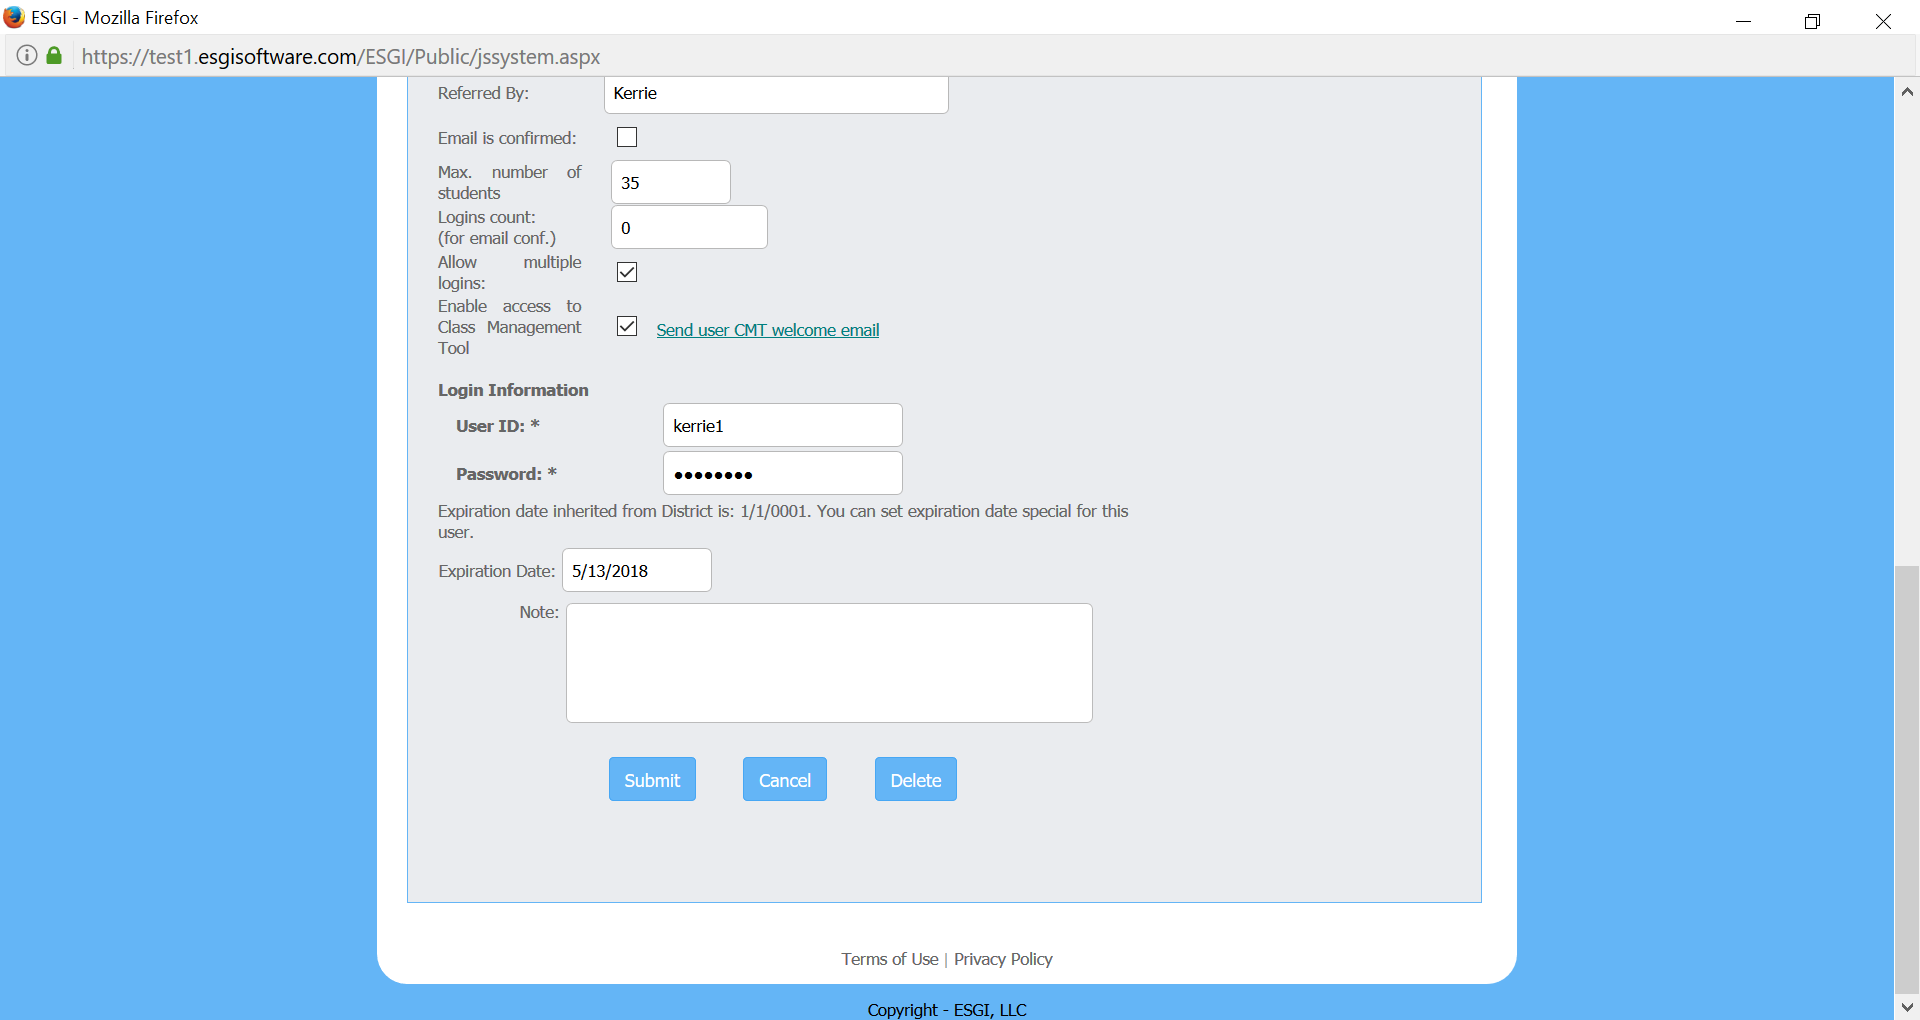 ESGI - Mozilla Firefox
https://test1.esgisoftware.com/ESGI/Public/jssystem.aspx
Referred By: Kerrie
Email is confirmed:
Max. number of
students
35
Logins count:
(for email conf.)
0
Allow multiple
logins:
Enable access to
Class Management
Tool
Send user CMT welcome email
Login Information
User ID: * kerrie1
Password: * ●●●●●●●●
Expiration date inherited from District is: 1/1/0001. You can set expiration date special for this
user.
Expiration Date: 5/13/2018
Note:
Submit Cancel Delete
Terms of Use | Privacy Policy
Copyright - ESGI, LLC